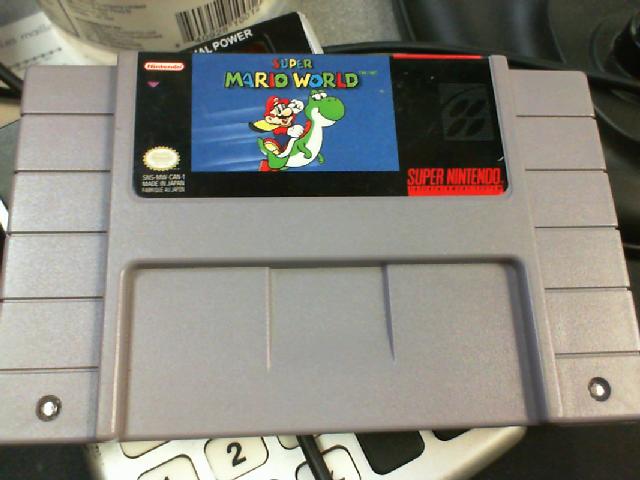 AL POWER
Nintendo
SUPER
MARIO WORLD
SNS-MW-CAN-1
MADE IN JAPAN
FABRIQUÉ AU JAPON
SUPER NINTENDO
2